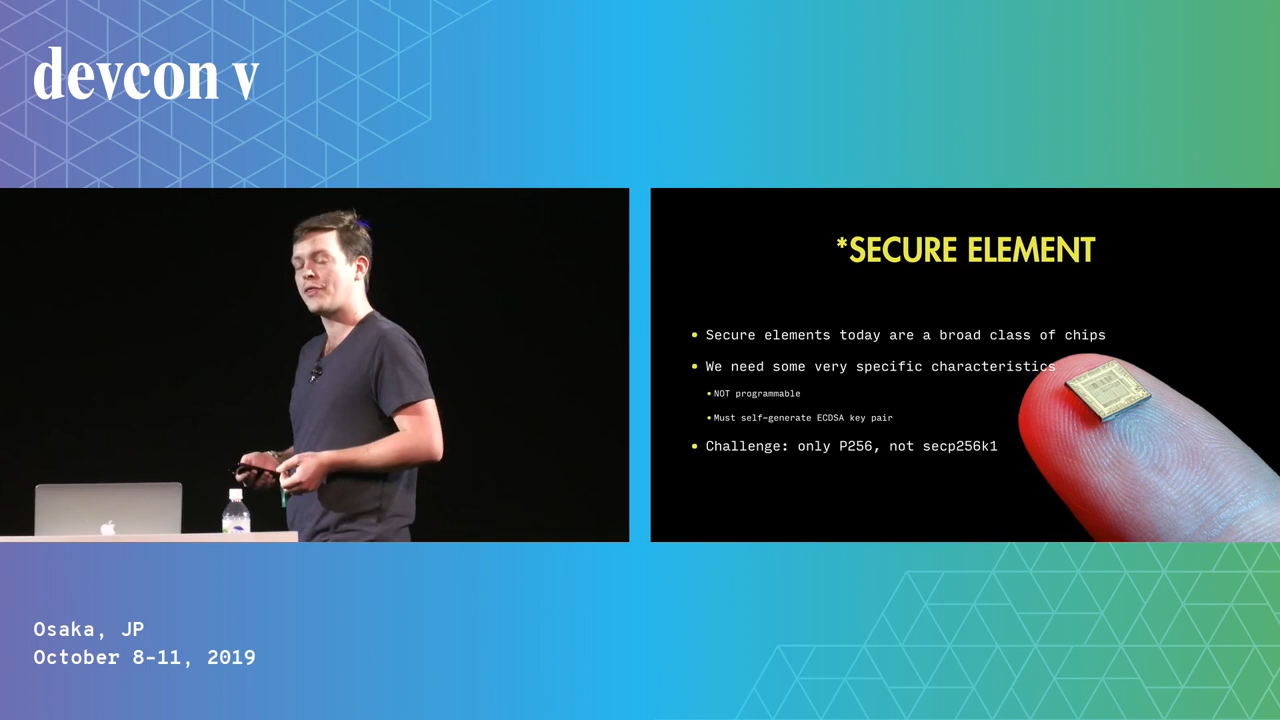 devcon v
*SECURE ELEMENT
Secure elements today are a broad class of chips
We need some very specific characteristics
NOT programmable
Must self-generate ECDSA key pair
Challenge: only P256, not secp256k1
Osaka, JP
October 8-11, 2019